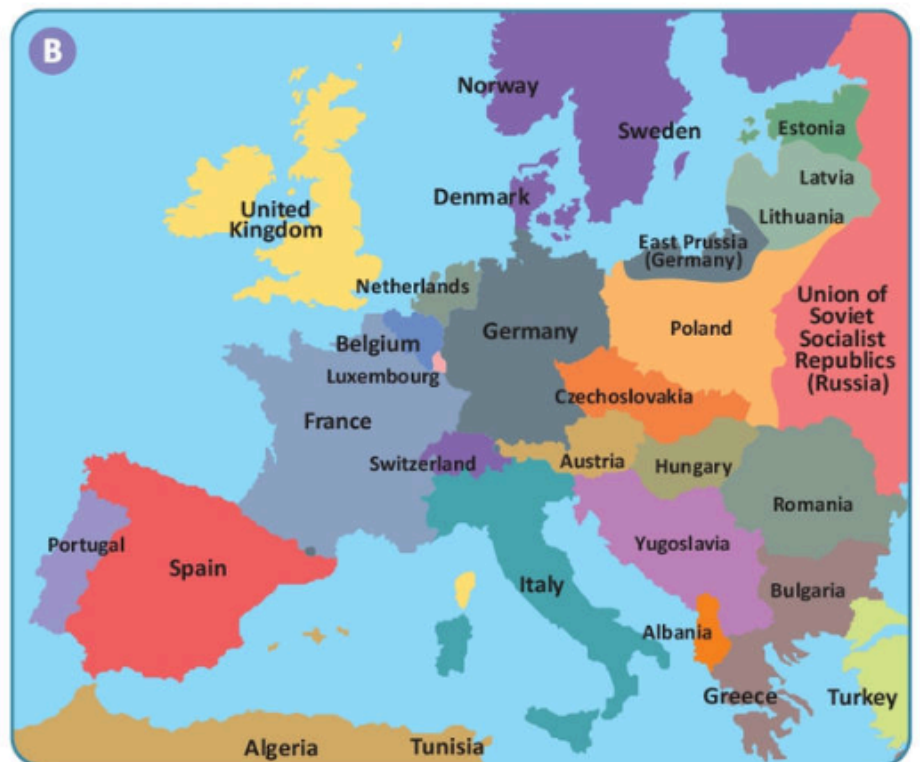 B
Norway
Sweden
Estonia
Latvia
Denmark
Lithuania
United
Kingdom
East Prussia
(Germany)
Netherlands
Union of
Soviet
Socialist
Republics
(Russia)
Germany
Poland
Belgium
Luxembourg
Czechoslovakia
France
Switzerland
Austria
Hungary
Romania
Portugal
Spain
Yugoslavia
Italy
Bulgaria
Albania
Greece
Turkey
Algeria
Tunisia